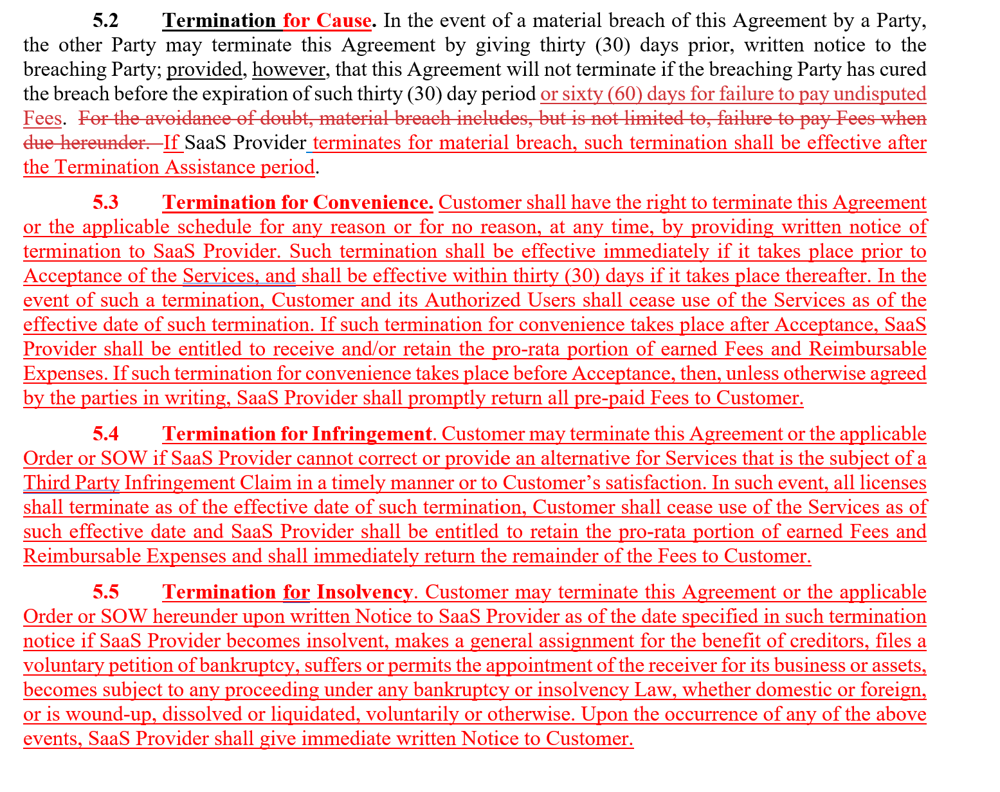 5.2 Termination for Cause. In the event of a material breach of this Agreement by a Party,
the other Party may terminate this Agreement by giving thirty (30) days prior, written notice to the
breaching Party; provided, however, that this Agreement will not terminate if the breaching Party has cured
the breach before the expiration of such thirty (30) day period or sixty (60) days for failure to pay undisputed
Fees. For the avoidance of doubt, material breach includes, but is not limited to, failure to pay Fees when
due hereunder. If SaaS Provider terminates for material breach, such termination shall be effective after
the Termination Assistance period.
5.3 Termination for Convenience. Customer shall have the right to terminate this Agreement
or the applicable schedule for any reason or for no reason, at any time, by providing written notice of
termination to SaaS Provider. Such termination shall be effective immediately if it takes place prior to
Acceptance of the Services, and shall be effective within thirty (30) days if it takes place thereafter. In the
event of such a termination, Customer and its Authorized Users shall cease use of the Services as of the
effective date of such termination. If such termination for convenience takes place after Acceptance, SaaS
Provider shall be entitled to receive and/or retain the pro-rata portion of earned Fees and Reimbursable
Expenses. If such termination for convenience takes place before Acceptance, then, unless otherwise agreed
by the parties in writing, SaaS Provider shall promptly return all pre-paid Fees to Customer.
5.4 Termination for Infringement. Customer may terminate this Agreement or the applicable
Order or SOW if SaaS Provider cannot correct or provide an alternative for Services that is the subject of a
Third Party Infringement Claim in a timely manner or to Customer’s satisfaction. In such event, all licenses
shall terminate as of the effective date of such termination, Customer shall cease use of the Services as of
such effective date and SaaS Provider shall be entitled to retain the pro-rata portion of earned Fees and
Reimbursable Expenses and shall immediately return the remainder of the Fees to Customer.
5.5 Termination for Insolvency. Customer may terminate this Agreement or the applicable
Order or SOW hereunder upon written Notice to SaaS Provider as of the date specified in such termination
notice if SaaS Provider becomes insolvent, makes a general assignment for the benefit of creditors, files a
voluntary petition of bankruptcy, suffers or permits the appointment of the receiver for its business or assets,
becomes subject to any proceeding under any bankruptcy or insolvency Law, whether domestic or foreign,
or is wound-up, dissolved or liquidated, voluntarily or otherwise. Upon the occurrence of any of the above
events, SaaS Provider shall give immediate written Notice to Customer.